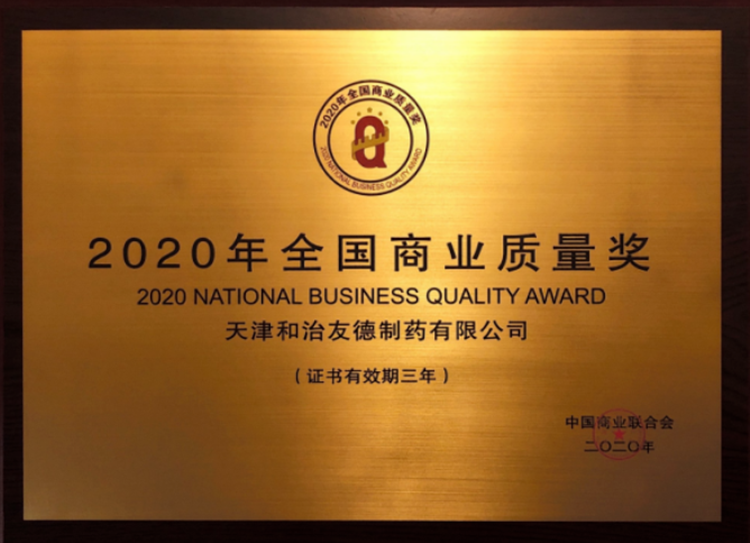 2020年全国商业质量奖
Q
2020 NATIONAL BUSINESS QUALITY AWARD
2020年全国商业质量奖
2020 NATIONAL BUSINESS QUALITY AWARD
天津和治友德制药有限公司
（证书有效期三年）
中国商业联合会
二〇二〇年